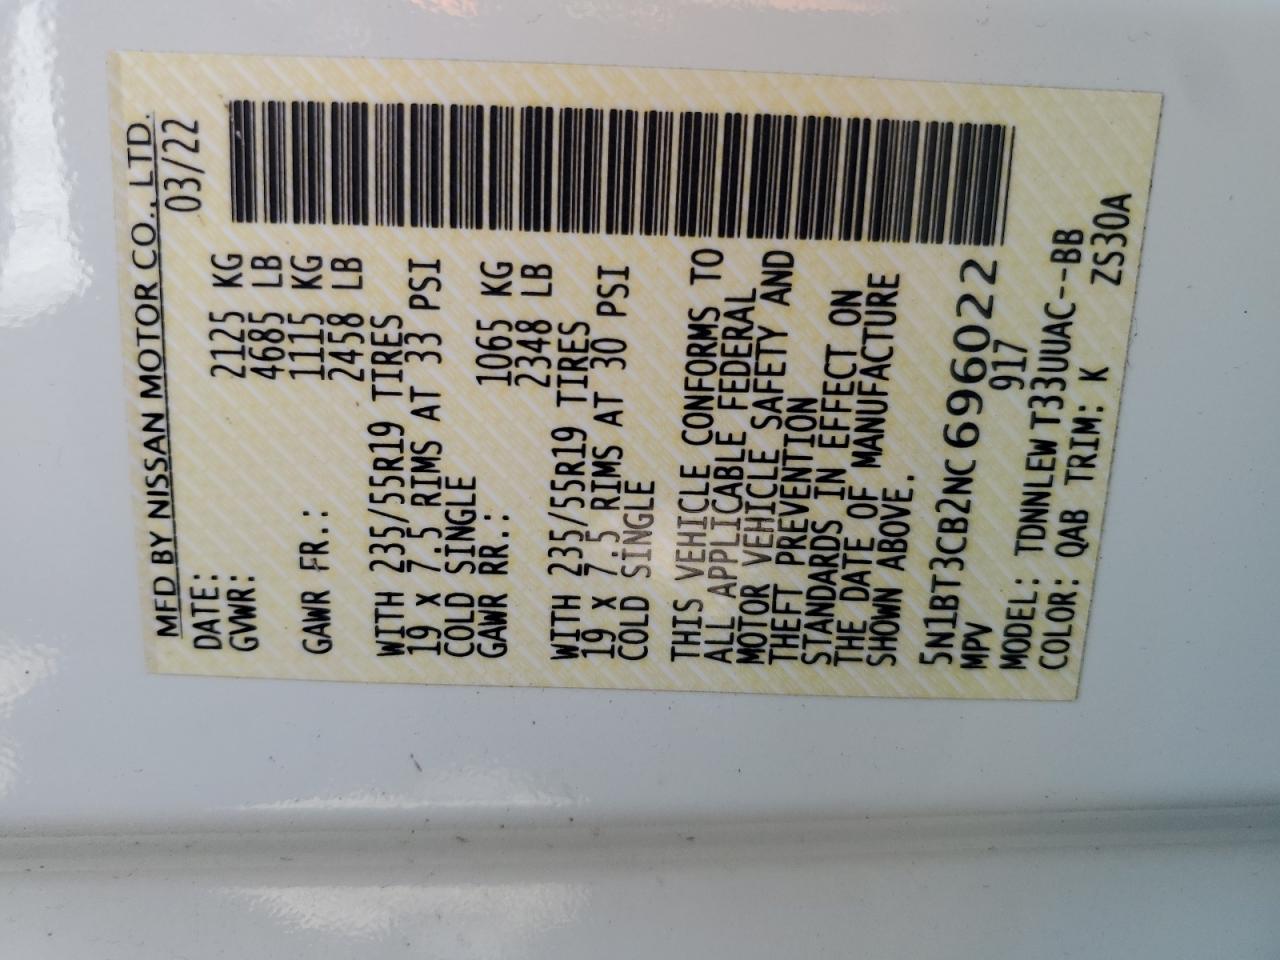 MFD BY NISSAN MOTOR CO., LTD.
DATE: 03/22
GVWR: 2125 KG
4685 LB
GAWR FR.: 1115 KG
2458 LB
WITH 235/55R19 TIRES
19 X 7.5 RIMS AT 33 PSI
COLD SINGLE
GAWR RR.: 1065 KG
2348 LB
WITH 235/55R19 TIRES
19 X 7.5 RIMS AT 30 PSI
COLD SINGLE
THIS VEHICLE CONFORMS TO
ALL APPLICABLE FEDERAL
MOTOR VEHICLE SAFETY AND
THEFT PREVENTION
STANDARDS IN EFFECT ON
THE DATE OF MANUFACTURE
SHOWN ABOVE.
5N1BT3CB2NC696022
MPV 917
MODEL: TDNNLEW T33UUAC--BB
COLOR: QAB TRIM: K ZS30A